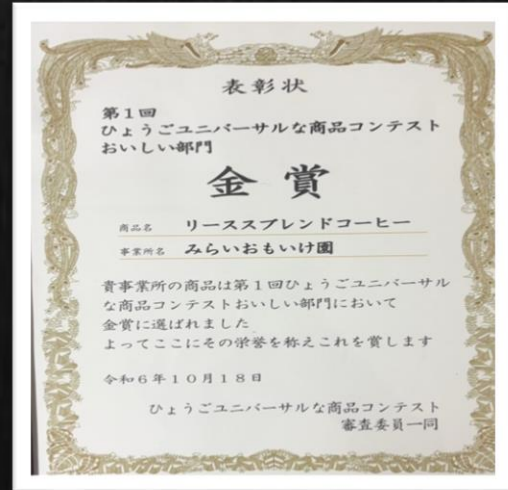 表彰状
第1回
ひょうごユニバーサルな商品コンテスト
おいしい部門
金賞
商品名 リーススブレンドコーヒー
事業所名 みらいおもいけ園
貴事業所の商品は第1回ひょうごユニバーサル
な商品コンテストおいしい部門において
金賞に選ばれました
よってここにその栄誉を称えこれを賞します
令和6年10月18日
ひょうごユニバーサルな商品コンテスト
審査委員一同